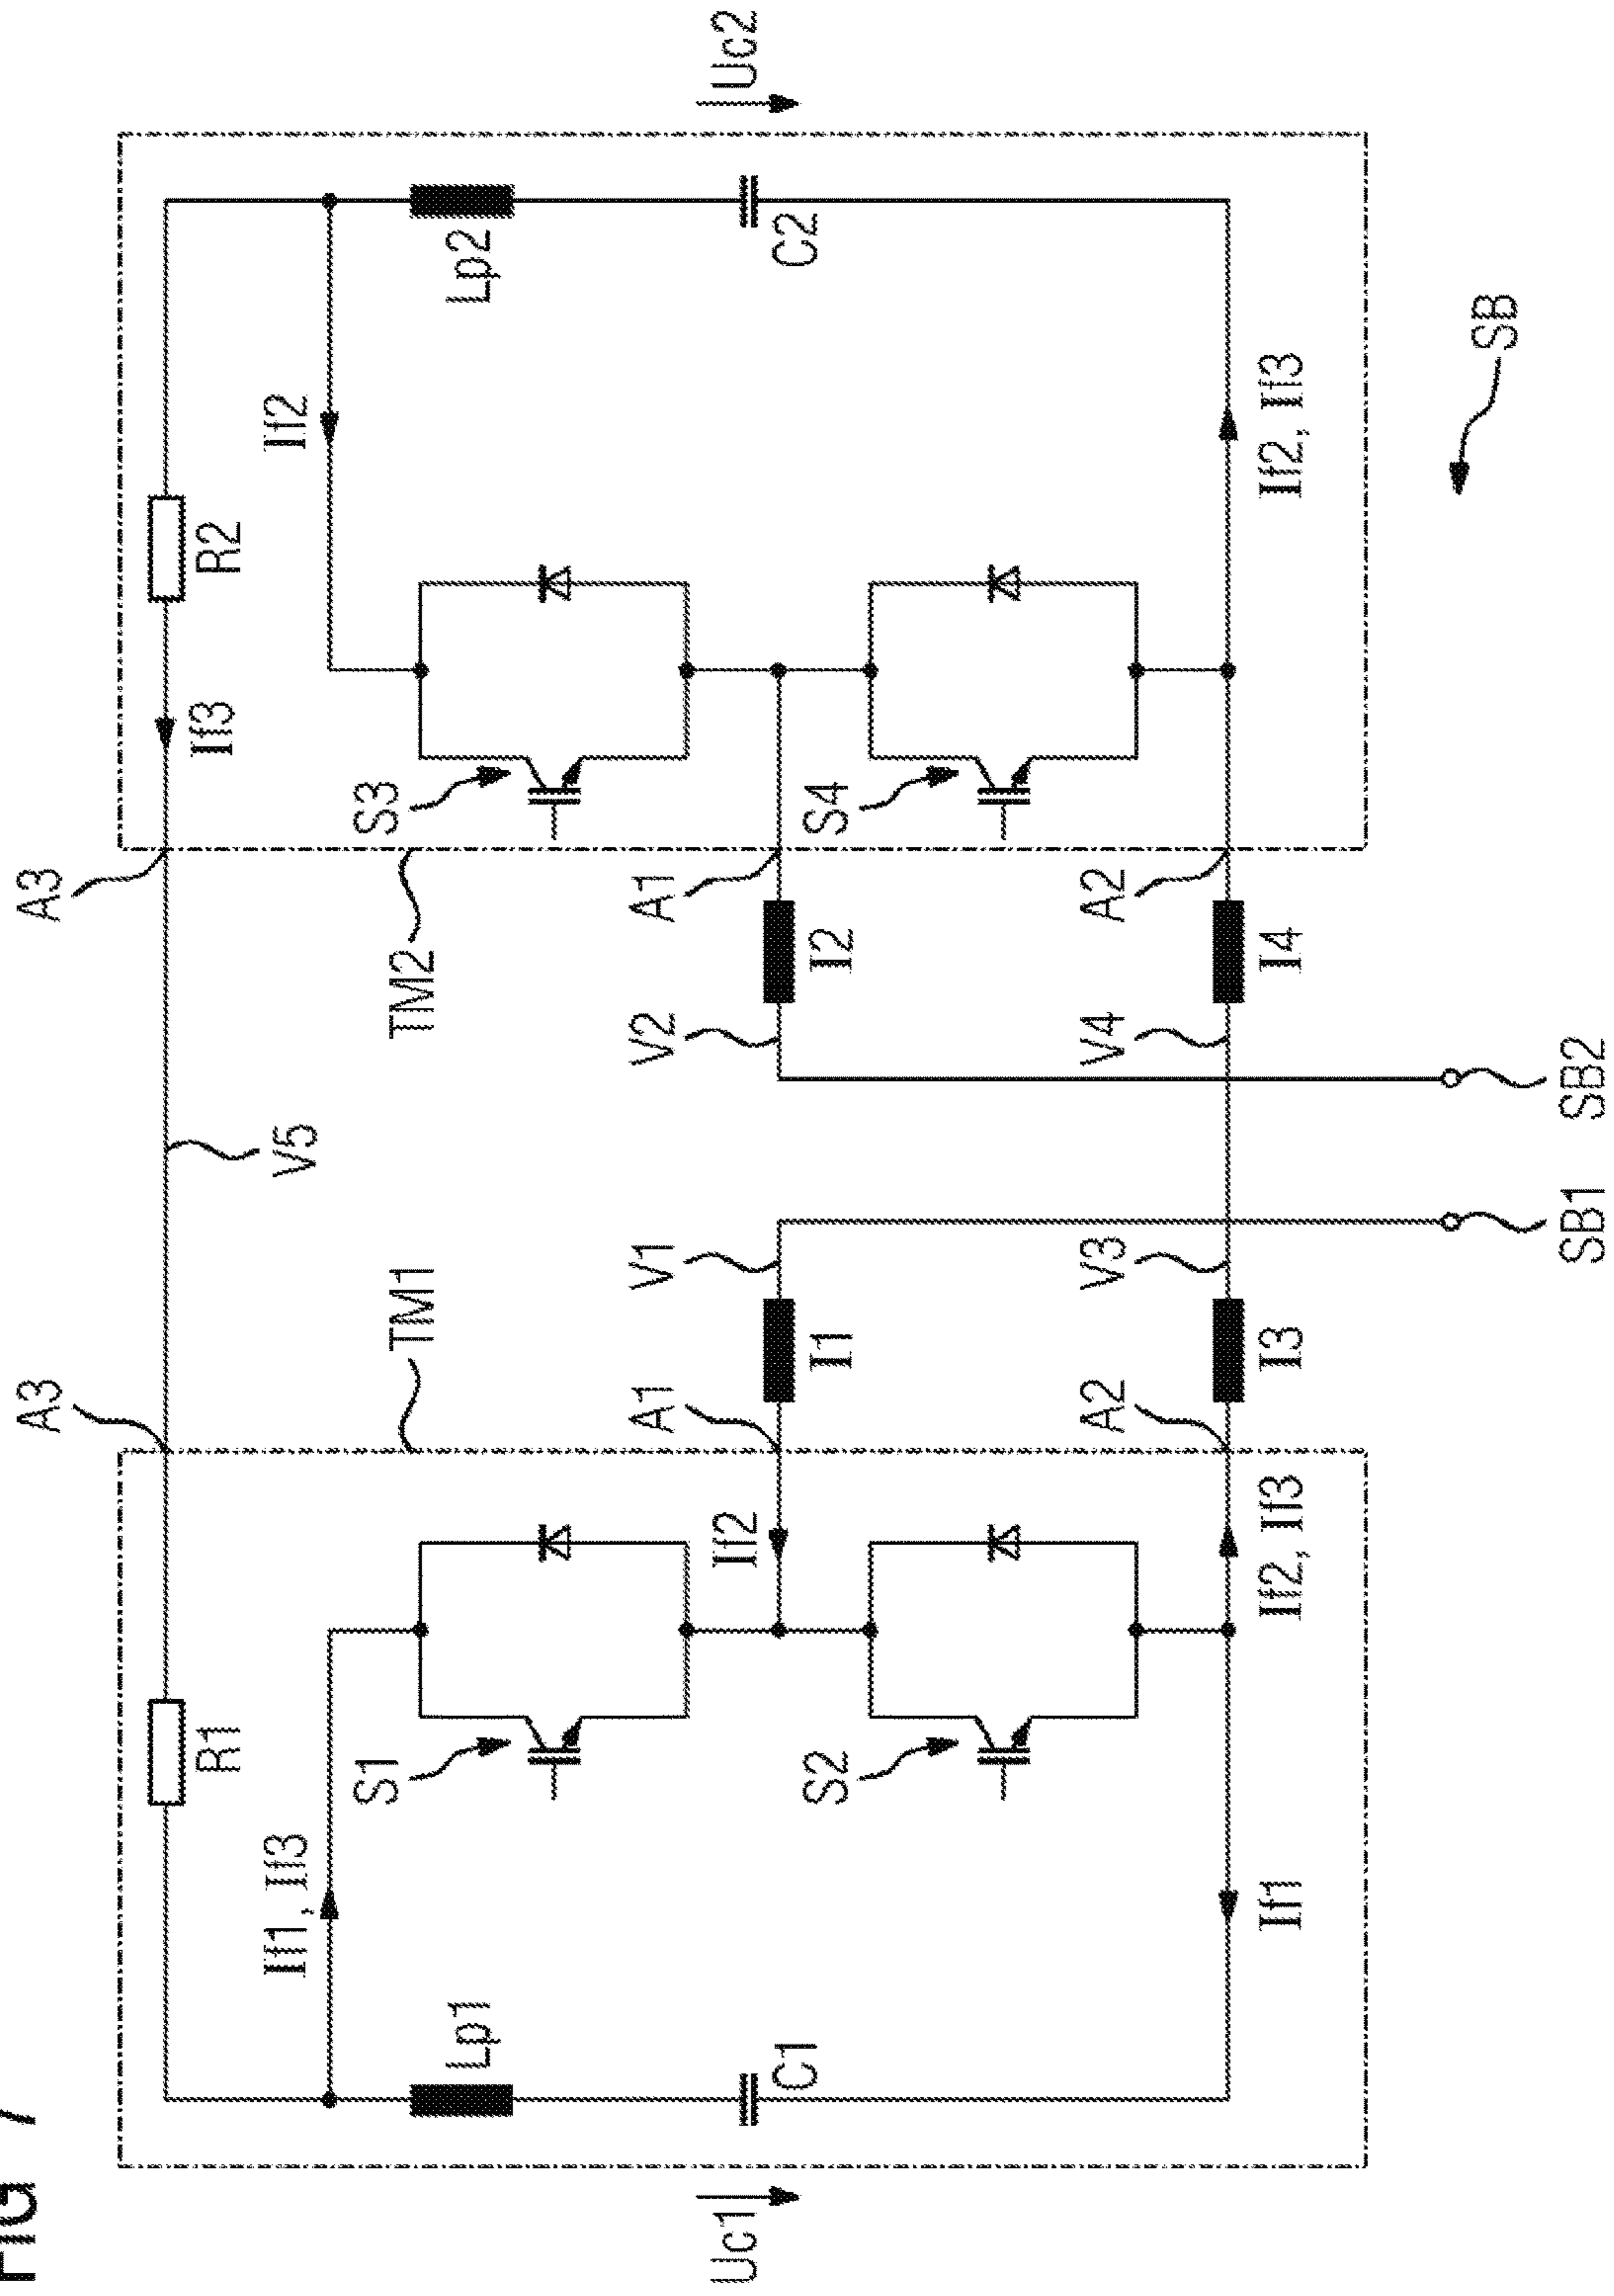 FIG 7
A3
A3
R1
If3
R2
If1, If3
V5
If2
S1
TM1
TM2
S3
Lp1
Lp2
A1
V1
V2
A1
Uc1
If2
Uc2
C1
S2
I1
I2
S4
C2
A2
V3
V4
A2
If1
If2, If3
I3
I4
If2, If3
SB
SB1
SB2